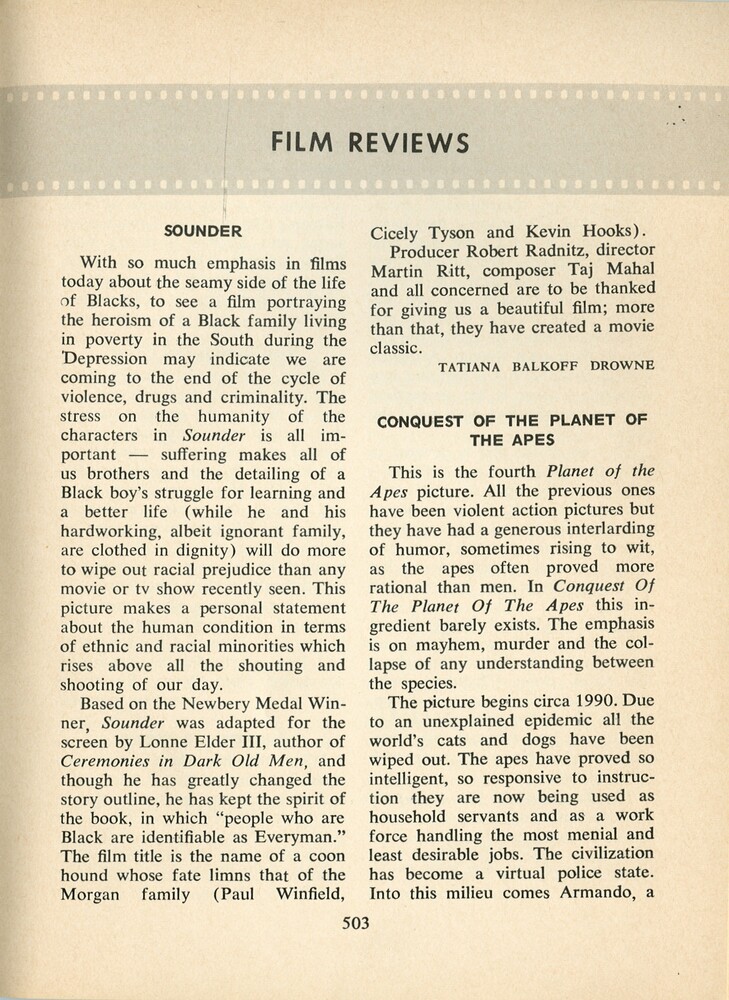 FILM REVIEWS
SOUNDER
With so much emphasis in films
today about the seamy side of the life
of Blacks, to see a film portraying
the heroism of a Black family living
in poverty in the South during the
Depression may indicate we are
coming to the end of the cycle of
violence, drugs and criminality. The
stress on the humanity of the
characters in Sounder is all im-
portant — suffering makes all of
us brothers and the detailing of a
Black boy's struggle for learning and
a better life (while he and his
hardworking, albeit ignorant family,
are clothed in dignity) will do more
to wipe out racial prejudice than any
movie or tv show recently seen. This
picture makes a personal statement
about the human condition in terms
of ethnic and racial minorities which
rises above all the shouting and
shooting of our day.
Based on the Newbery Medal Win-
ner, Sounder was adapted for the
screen by Lonne Elder III, author of
Ceremonies in Dark Old Men, and
though he has greatly changed the
story outline, he has kept the spirit of
the book, in which "people who are
Black are identifiable as Everyman."
The film title is the name of a coon
hound whose fate limns that of the
Morgan family (Paul Winfield,
Cicely Tyson and Kevin Hooks).
Producer Robert Radnitz, director
Martin Ritt, composer Taj Mahal
and all concerned are to be thanked
for giving us a beautiful film; more
than that, they have created a movie
classic.
TATIANA BALKOFF DROWNE
CONQUEST OF THE PLANET OF
THE APES
This is the fourth Planet of the
Apes picture. All the previous ones
have been violent action pictures but
they have had a generous interlarding
of humor, sometimes rising to wit,
as the apes often proved more
rational than men. In Conquest Of
The Planet Of The Apes this in-
gredient barely exists. The emphasis
is on mayhem, murder and the col-
lapse of any understanding between
the species.
The picture begins circa 1990. Due
to an unexplained epidemic all the
world's cats and dogs have been
wiped out. The apes have proved so
intelligent, so responsive to instruc-
tion they are now being used as
household servants and as a work
force handling the most menial and
least desirable jobs. The civilization
has become a virtual police state.
Into this milieu comes Armando, a
503